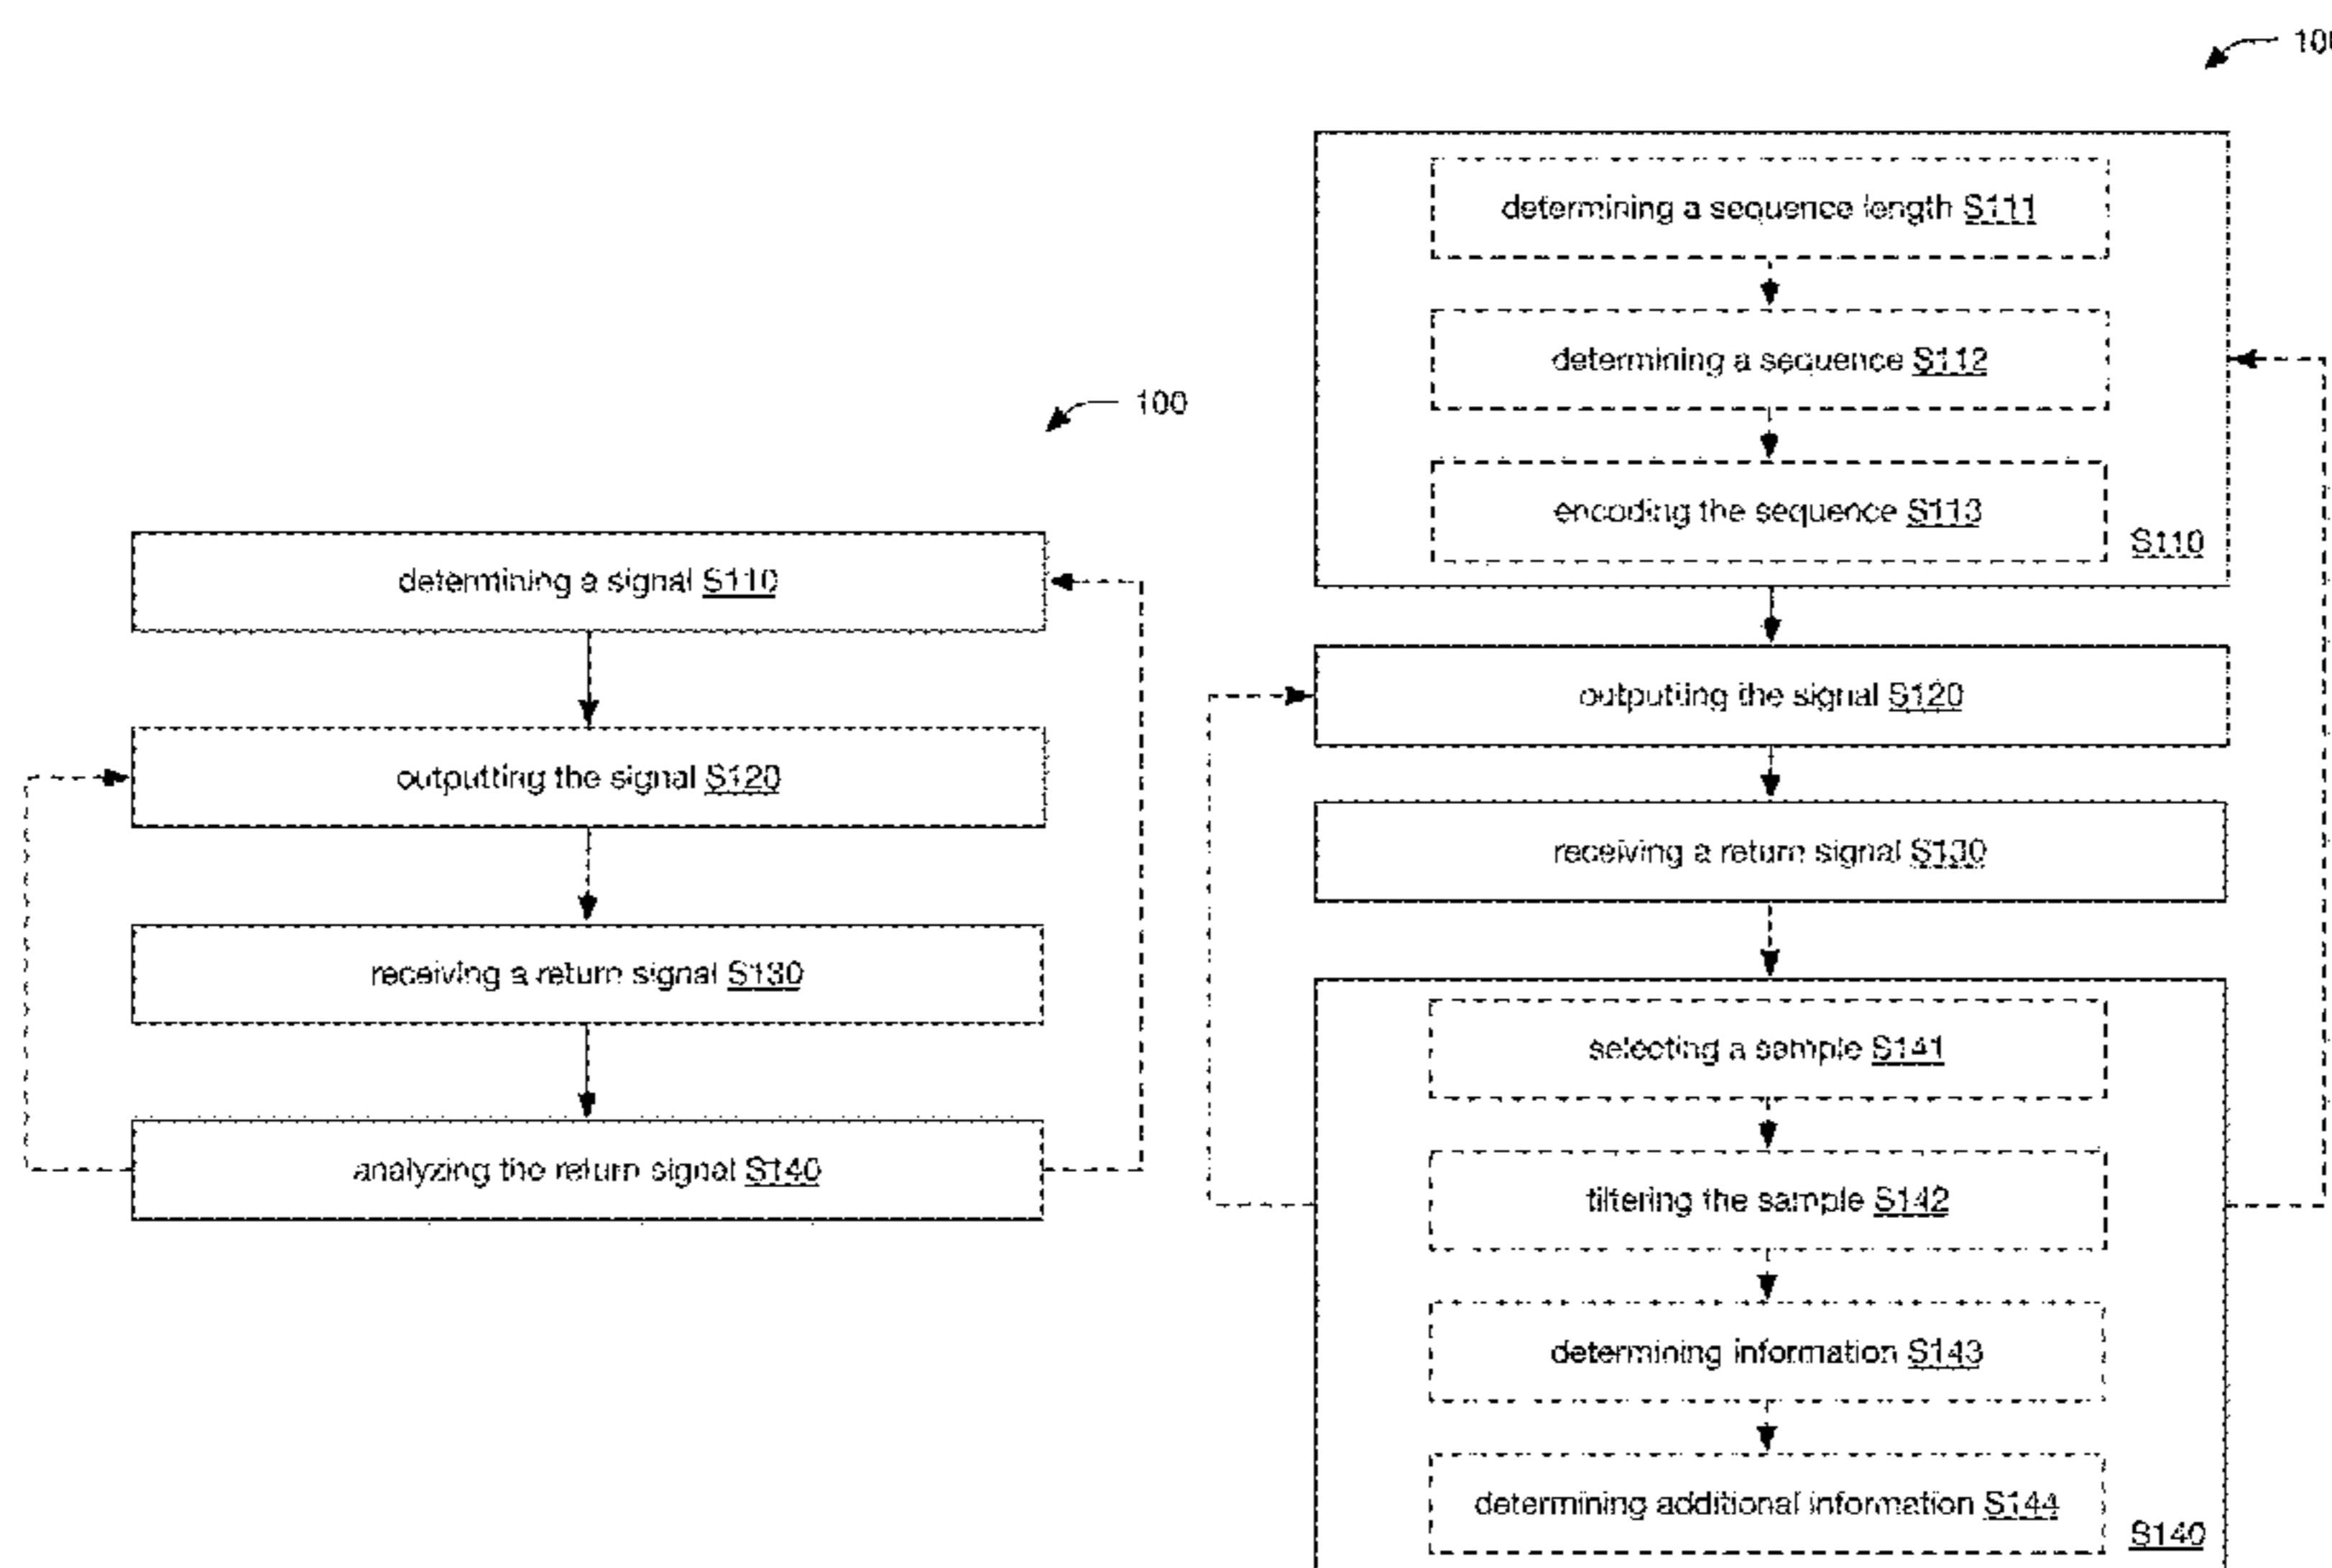 100
determining a signal S110
outputting the signal S120
receiving a return signal S130
analyzing the return signal S140
100
determining a sequence length S111
determining a sequence S112
encoding the sequence S113
S110
outputting the signal S120
receiving a return signal S130
selecting a sample S141
filtering the sample S142
determining information S143
determining additional information S144
S140